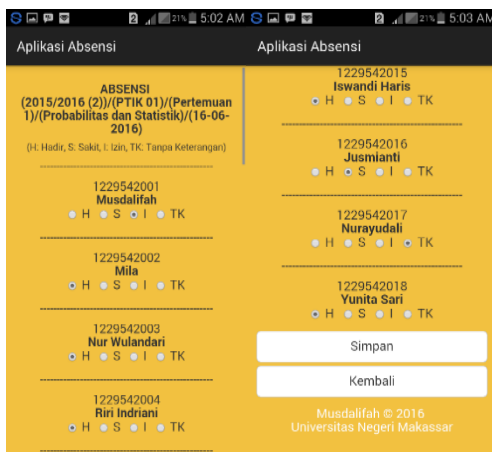 21% 5:02 AM
Aplikasi Absensi
ABSENSI
(2015/2016 (2))/(PTIK 01)/(Pertemuan
1)/(Probabilitas dan Statistik)/(16-06-
2016)
(H: Hadir, S: Sakit, I: Izin, TK: Tanpa Keterangan)
1229542001
Musdalifah
H S I TK
1229542002
Mila
H S I TK
1229542003
Nur Wulandari
H S I TK
1229542004
Riri Indriani
H S I TK
21% 5:03 AM
Aplikasi Absensi
1229542015
Iswandi Haris
H S I TK
1229542016
Jusmianti
H S I TK
1229542017
Nurayudali
H S I TK
1229542018
Yunita Sari
H S I TK
Simpan
Kembali
Musdalifah © 2016
Universitas Negeri Makassar